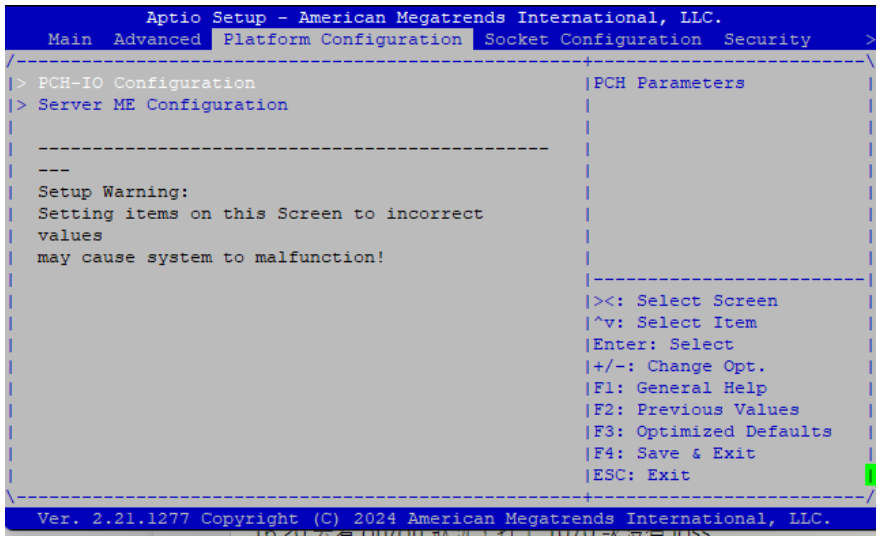 Aptio Setup - American Megatrends International, LLC.
Main Advanced Platform Configuration Socket Configuration Security >
/----------------------------------------------------+-------------------------\
|> PCH-IO Configuration |PCH Parameters |
|> Server ME Configuration | |
| | |
| ----------------------------------------------- | |
| --- | |
| Setup Warning: | |
| Setting items on this Screen to incorrect | |
| values | |
| may cause system to malfunction! | |
| |-------------------------|
| |><: Select Screen |
| |^v: Select Item |
| |Enter: Select |
| |+/-: Change Opt. |
| |F1: General Help |
| |F2: Previous Values |
| |F3: Optimized Defaults |
| |F4: Save & Exit |
| |ESC: Exit |
\----------------------------------------------------+-------------------------/
Ver. 2.21.1277 Copyright (C) 2024 American Megatrends International, LLC.